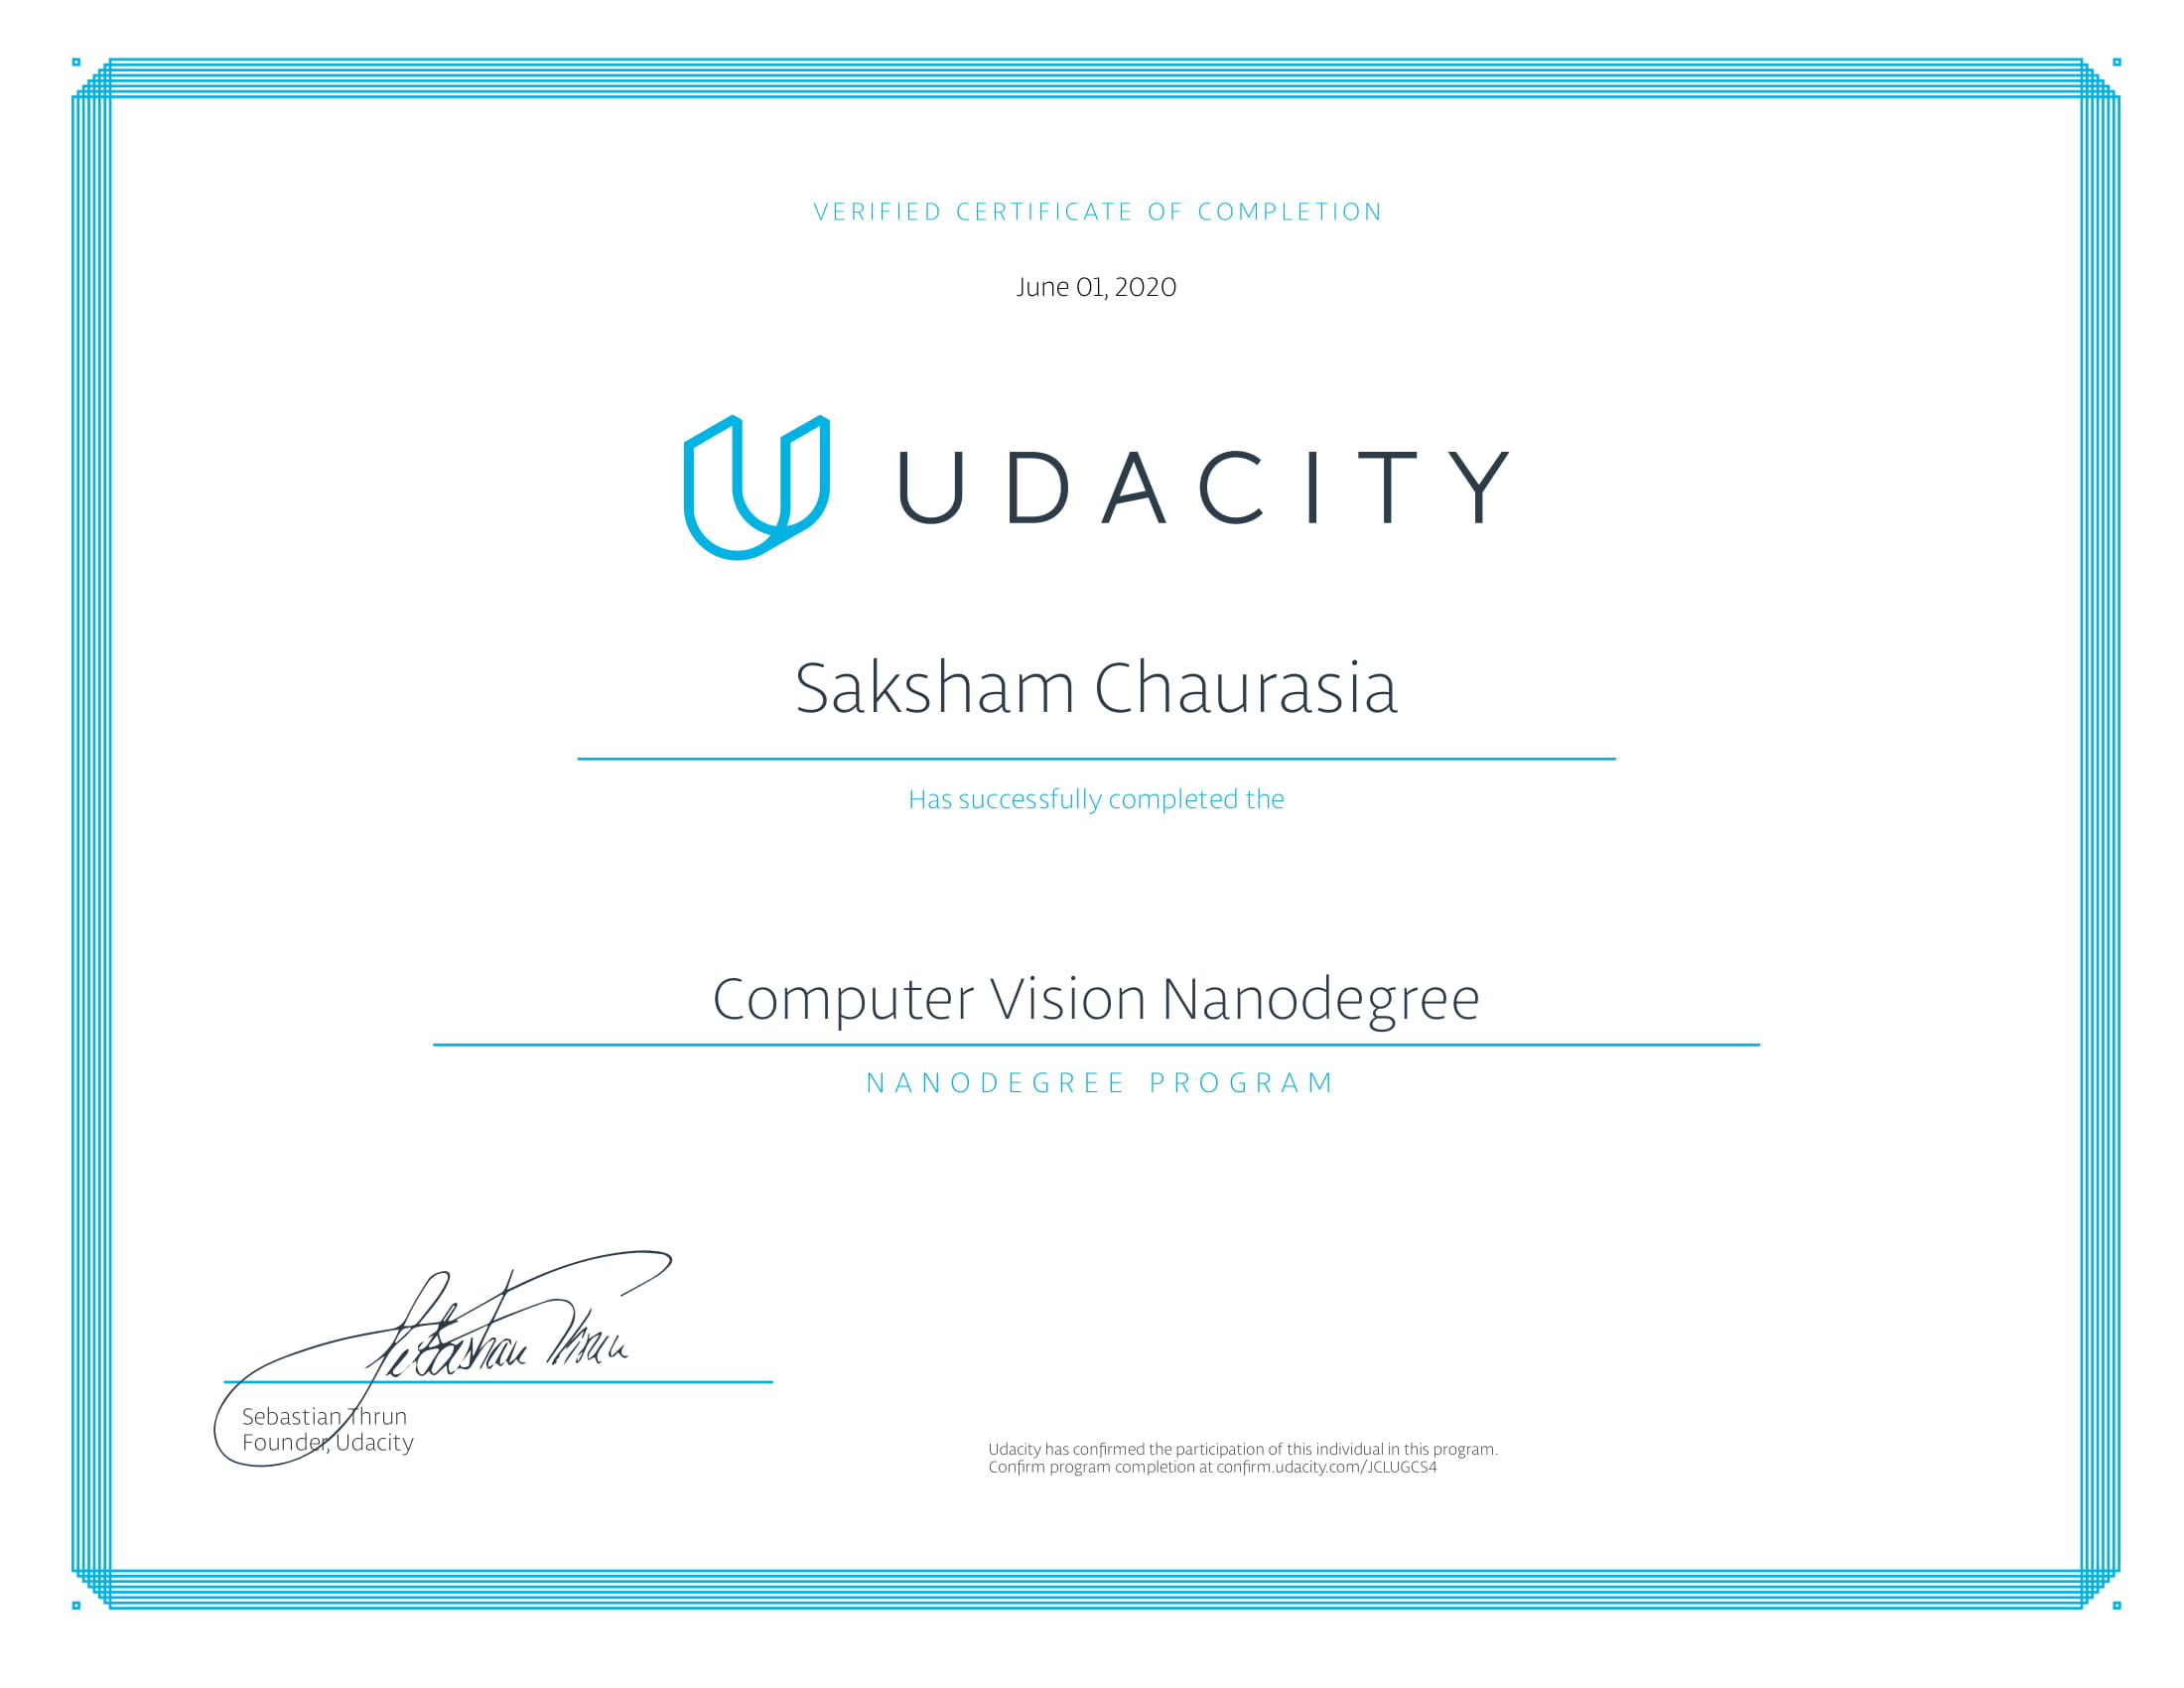 VERIFIED CERTIFICATE OF COMPLETION
June 01, 2020
UDACITY
Saksham Chaurasia
Has successfully completed the
Computer Vision Nanodegree
NANODEGREE PROGRAM
Sebastian Thrun
Sebastian Thrun
Founder, Udacity
Udacity has confirmed the participation of this individual in this program.
Confirm program completion at confirm.udacity.com/JCLUGCS4